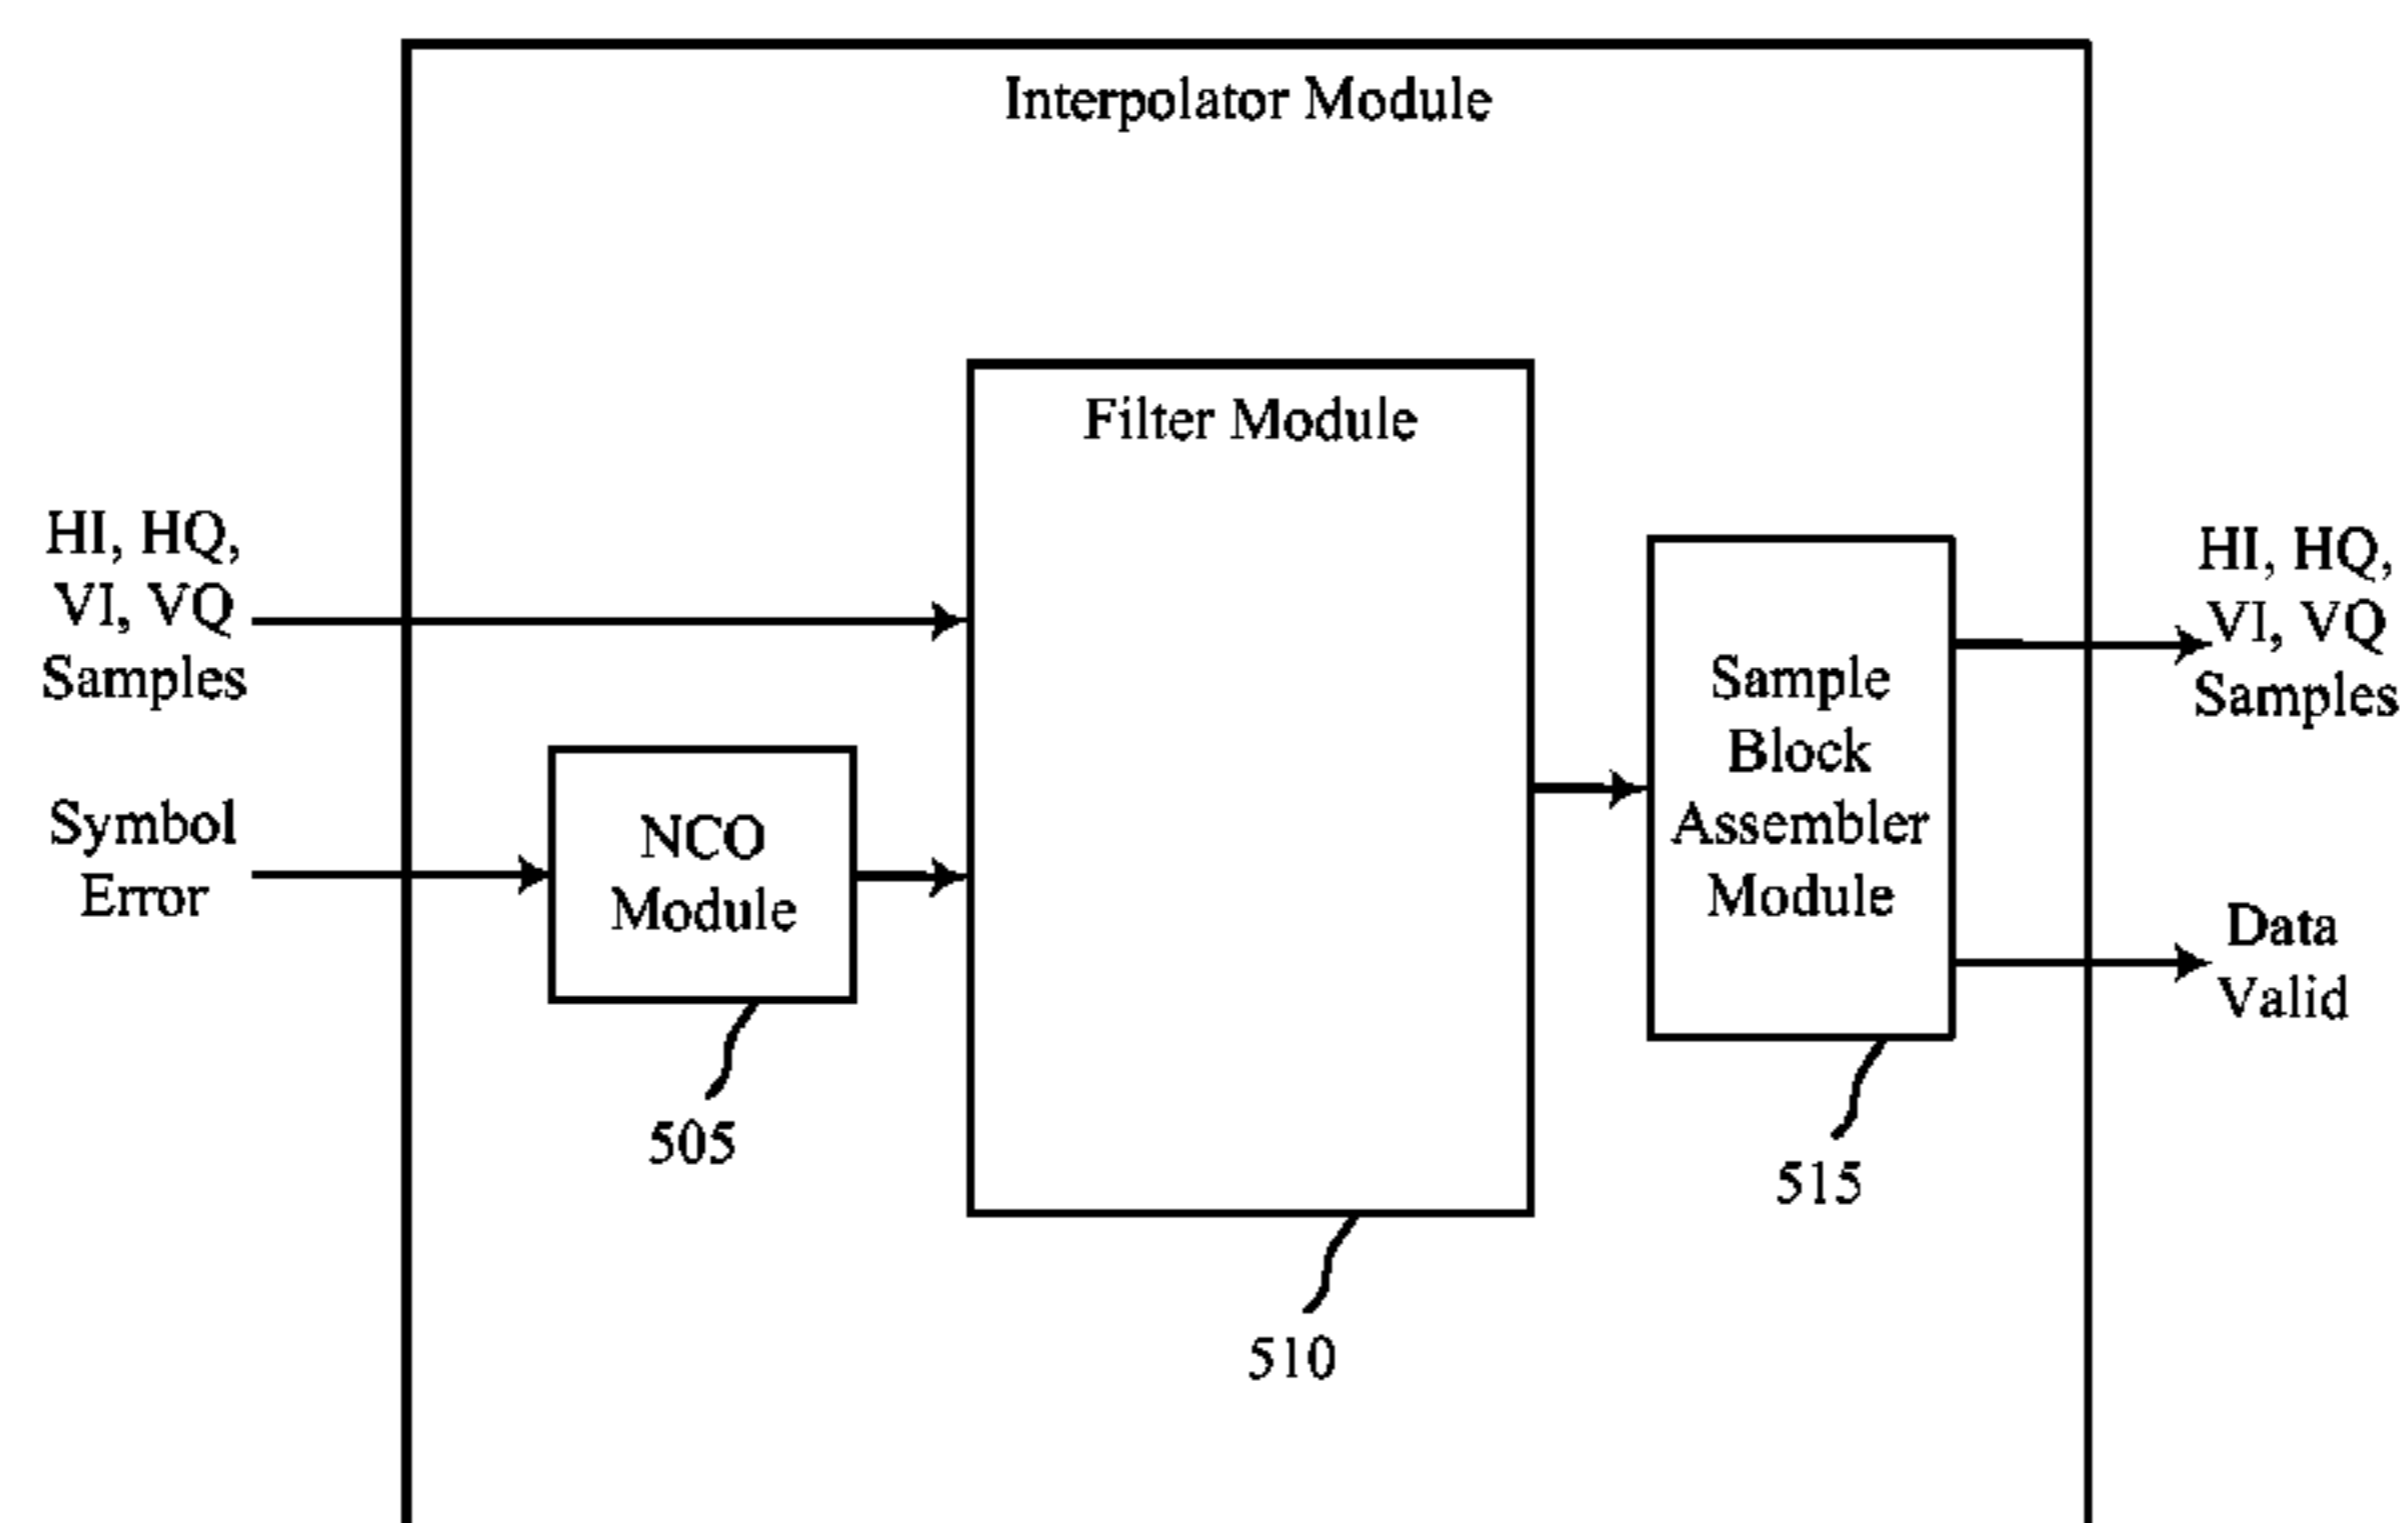 Interpolator Module
Filter Module
HI, HQ,
VI, VQ
Samples
Symbol
Error
NCO
Module
505
510
Sample
Block
Assembler
Module
515
HI, HQ,
VI, VQ
Samples
Data
Valid